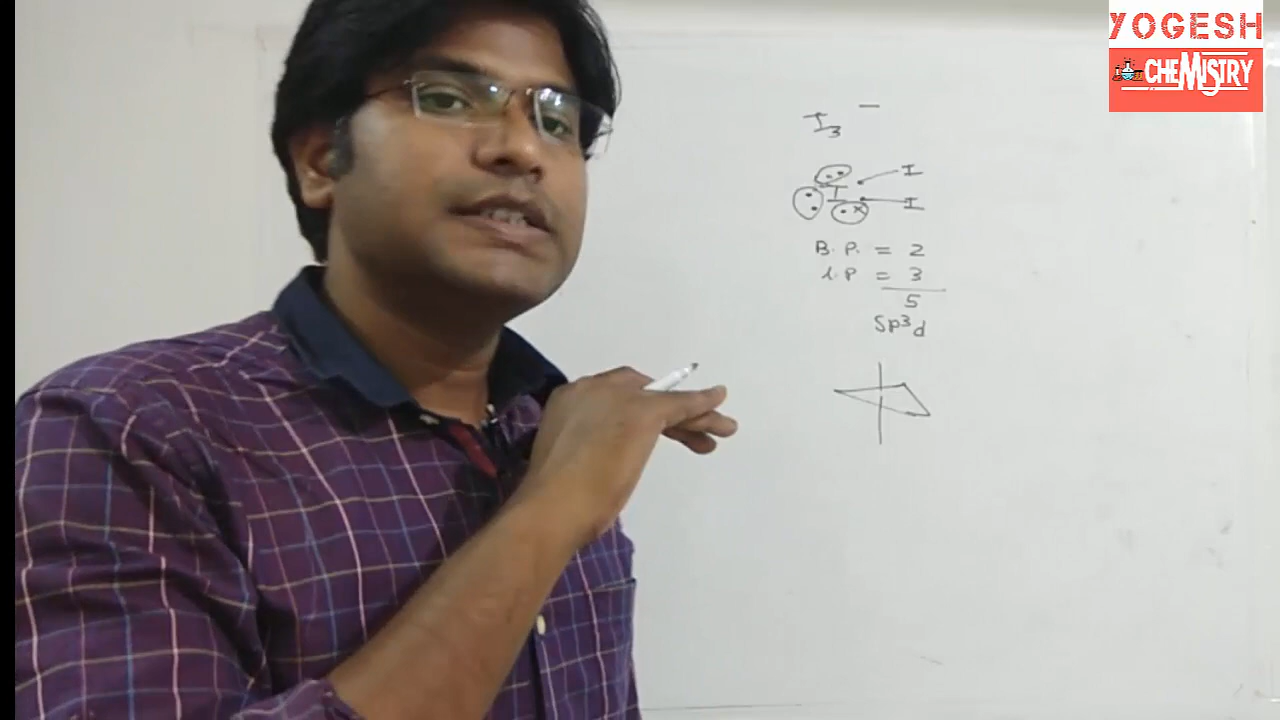 YOGESH
CHEMISTRY
I₃⁻
I
I I
B.P. = 2
l.P = 3
5
Sp³d